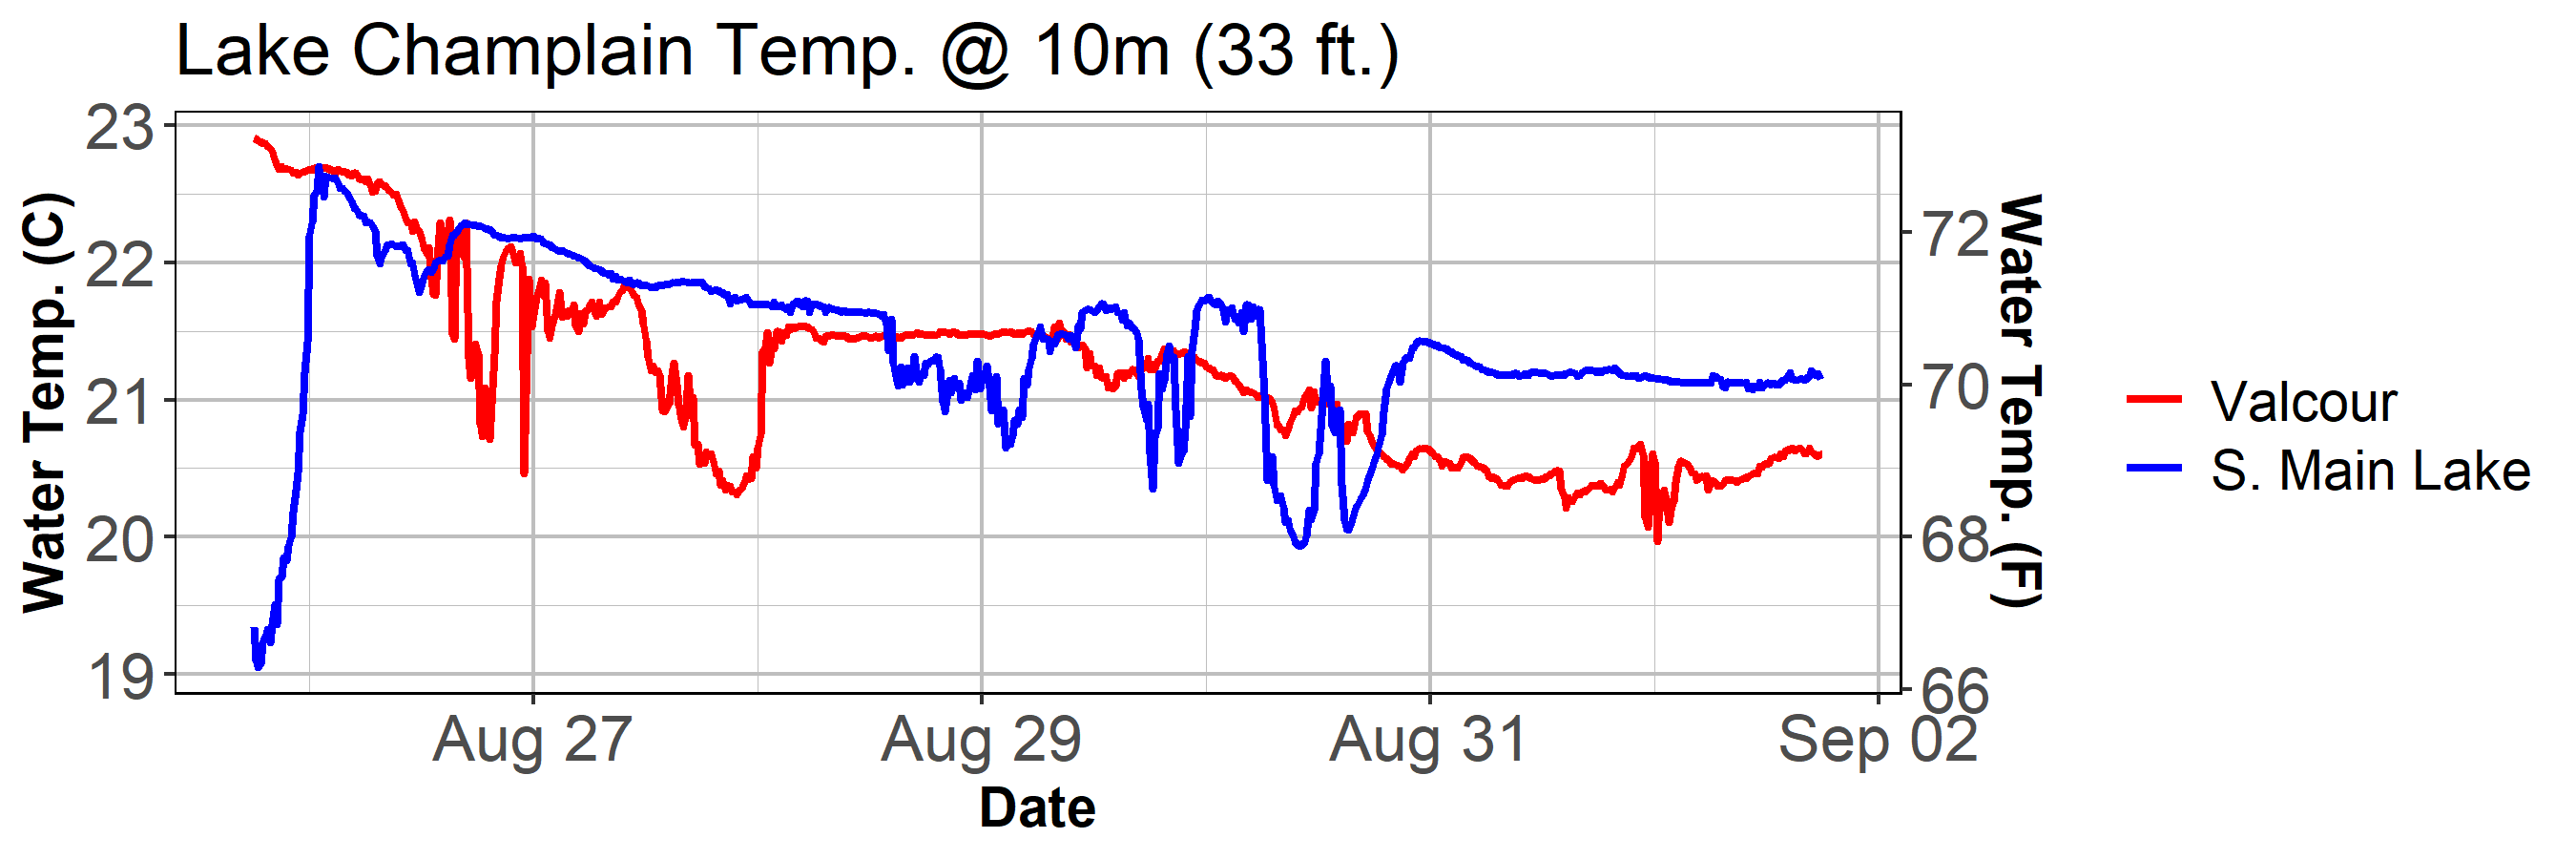 Lake Champlain Temp. @ 10m (33 ft.)
Water Temp. (C)
23
22
21
20
19
72
70
68
66
Water Temp. (F)
Aug 27
Aug 29
Aug 31
Sep 02
Date
Valcour
S. Main Lake